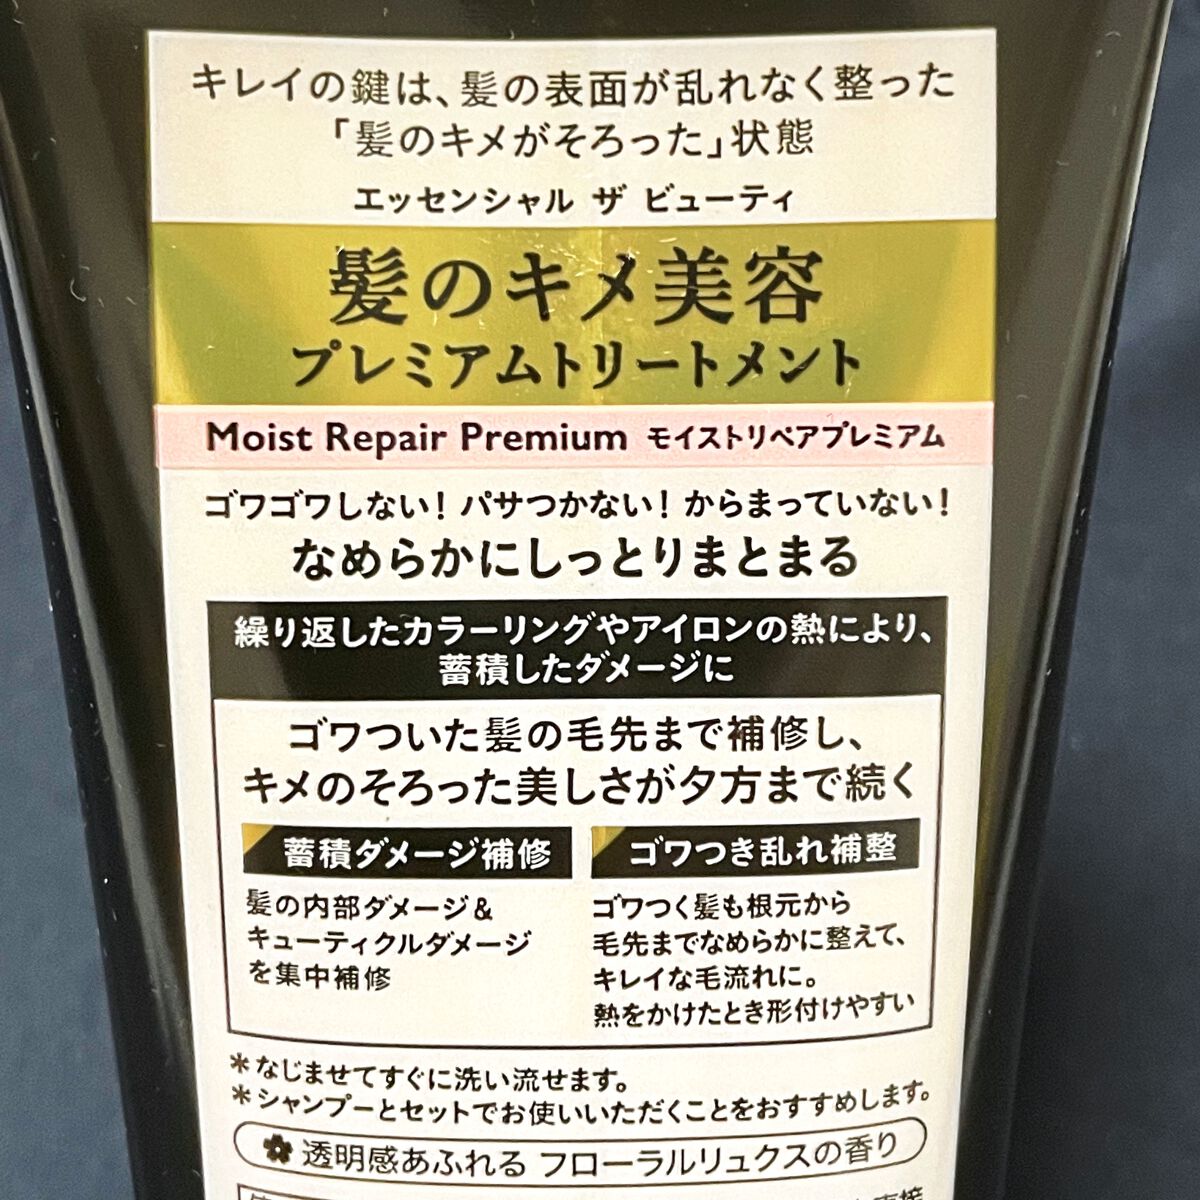 キレイの鍵は、髪の表面が乱れなく整った
「髪のキメがそろった」状態
エッセンシャル ザ ビューティ
髪のキメ美容
プレミアムトリートメント
Moist Repair Premium モイストリペアプレミアム
ゴワゴワしない! パサつかない! からまっていない!
なめらかにしっとりまとまる
繰り返したカラーリングやアイロンの熱により、
蓄積したダメージに
ゴワついた髪の毛先まで補修し、
キメのそろった美しさが夕方まで続く
蓄積ダメージ補修
髪の内部ダメージ&
キューティクルダメージ
を集中補修
ゴワつき乱れ補整
ゴワつく髪も根元から
毛先までなめらかに整えて、
キレイな毛流れに。
熱をかけたとき形付けやすい
*なじませてすぐに洗い流せます。
*シャンプーとセットでお使いいただくことをおすすめします。
透明感あふれる フローラルリュクスの香り